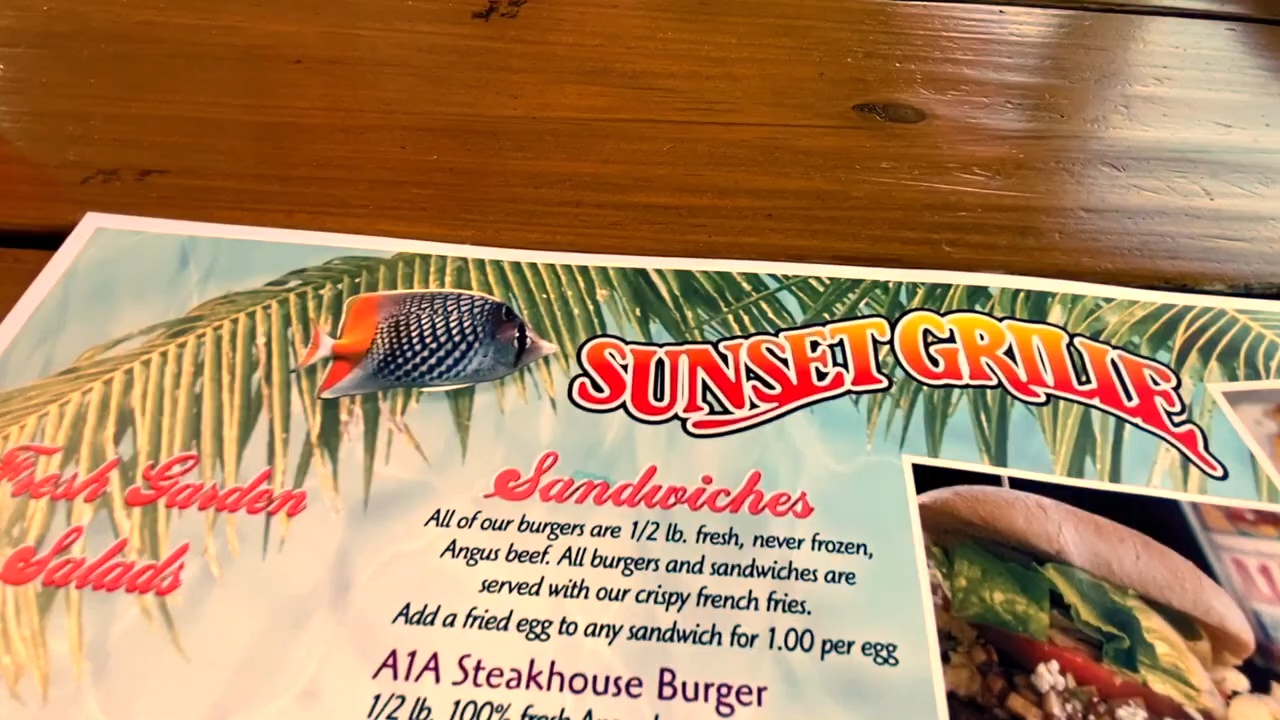 SUNSET GRILLE
Fresh Garden
Salads
Sandwiches
All of our burgers are 1/2 lb. fresh, never frozen,
Angus beef. All burgers and sandwiches are
served with our crispy french fries.
Add a fried egg to any sandwich for 1.00 per egg
A1A Steakhouse Burger
1/2 lb. 100% fresh